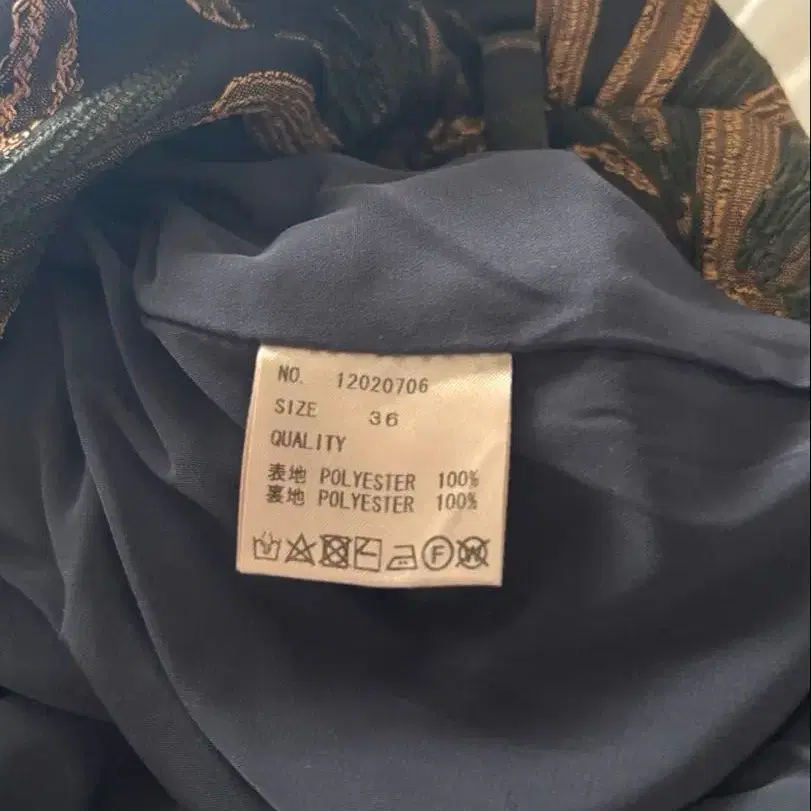 NO. 12020706
SIZE 36
QUALITY
表地 POLYESTER 100%
裏地 POLYESTER 100%
F W